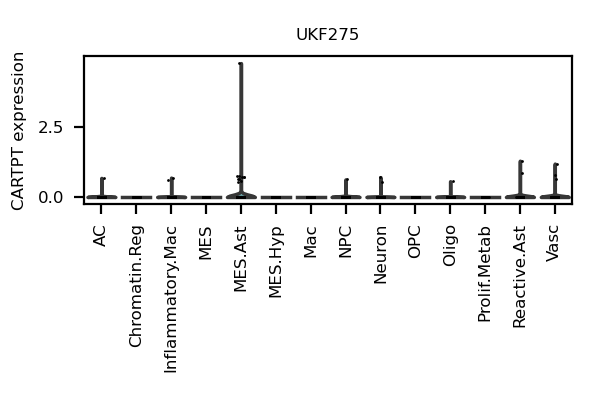 UKF275
CARTPT expression
2.5
0.0
AC
Chromatin.Reg
Inflammatory.Mac
MES
MES.Ast
MES.Hyp
Mac
NPC
Neuron
OPC
Oligo
Prolif.Metab
Reactive.Ast
Vasc